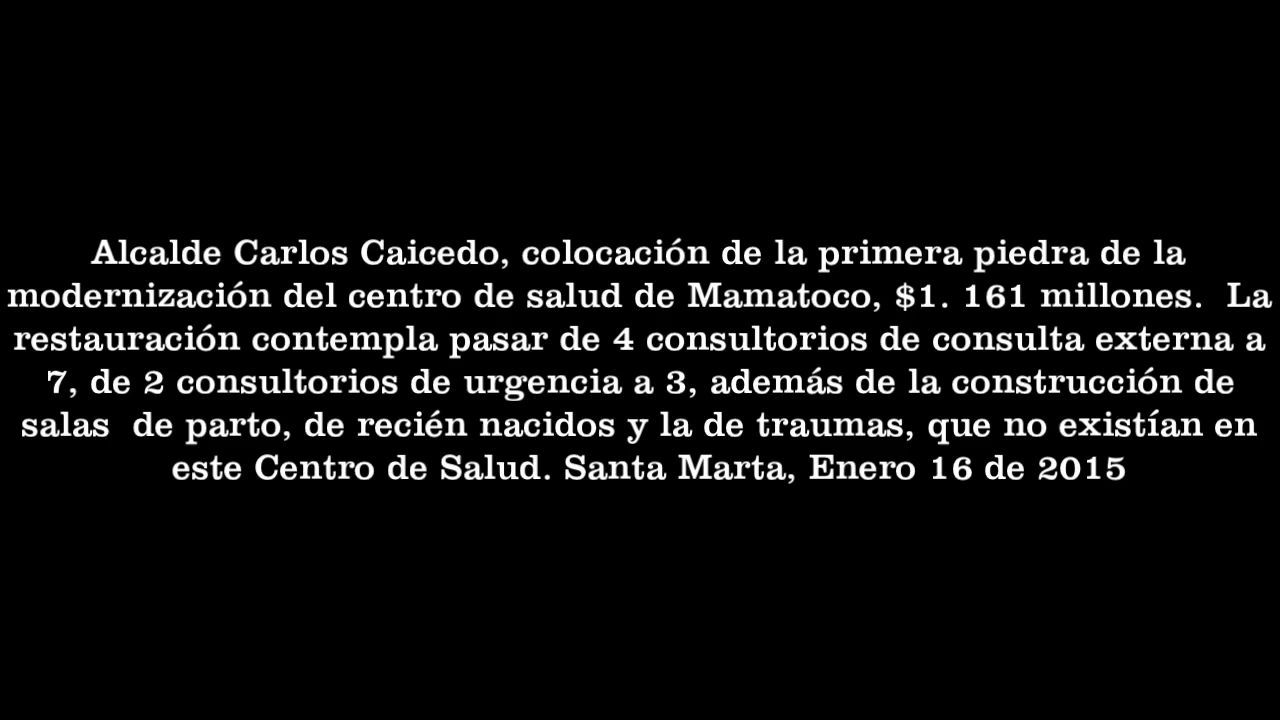 Alcalde Carlos Caicedo, colocación de la primera piedra de la
modernización del centro de salud de Mamatoco, $1. 161 millones.  La
restauración contempla pasar de 4 consultorios de consulta externa a
7, de 2 consultorios de urgencia a 3, además de la construcción de
salas  de parto, de recién nacidos y la de traumas, que no existían en
este Centro de Salud. Santa Marta, Enero 16 de 2015